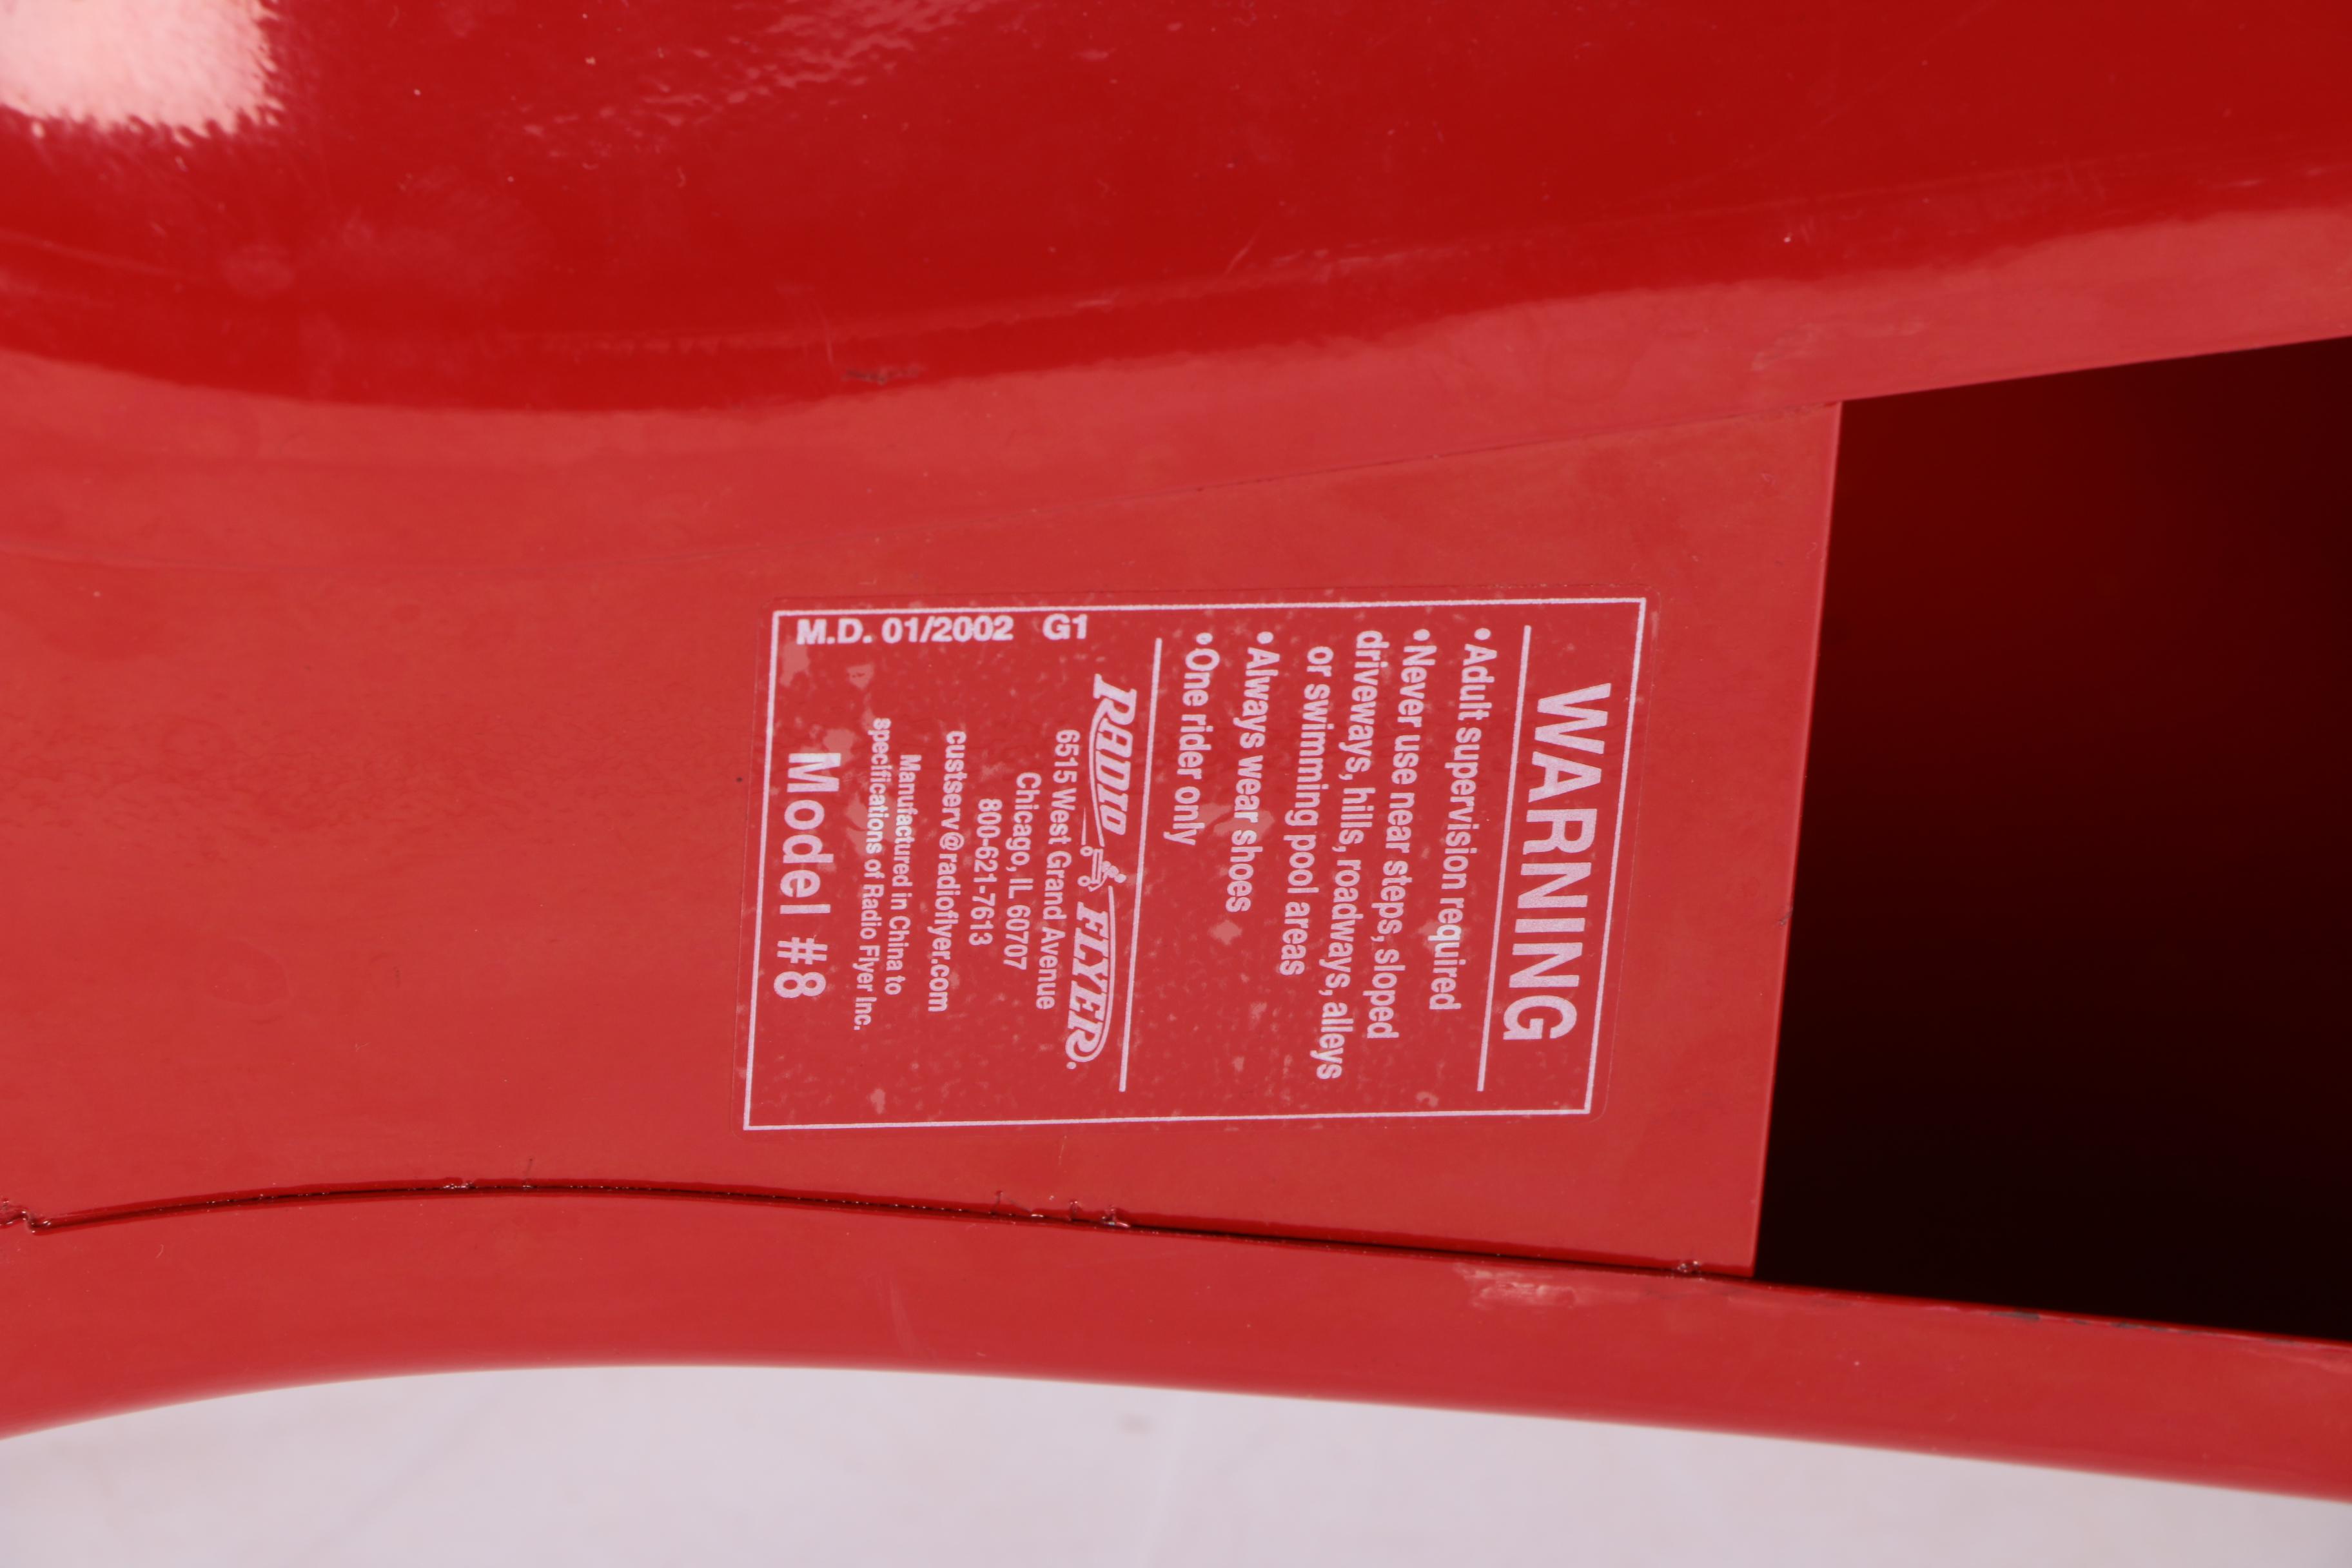 WARNING
•Adult supervision required
•Never use near steps, sloped
driveways, hills, roadways, alleys
or swimming pool areas
•Always wear shoes
•One rider only
RADIO FLYER®
6515 West Grand Avenue
Chicago, IL 60707
800-621-7613
custserv@radioflyer.com
Manufactured in China to
specifications of Radio Flyer Inc.
Model #8
M.D. 01/2002 G1